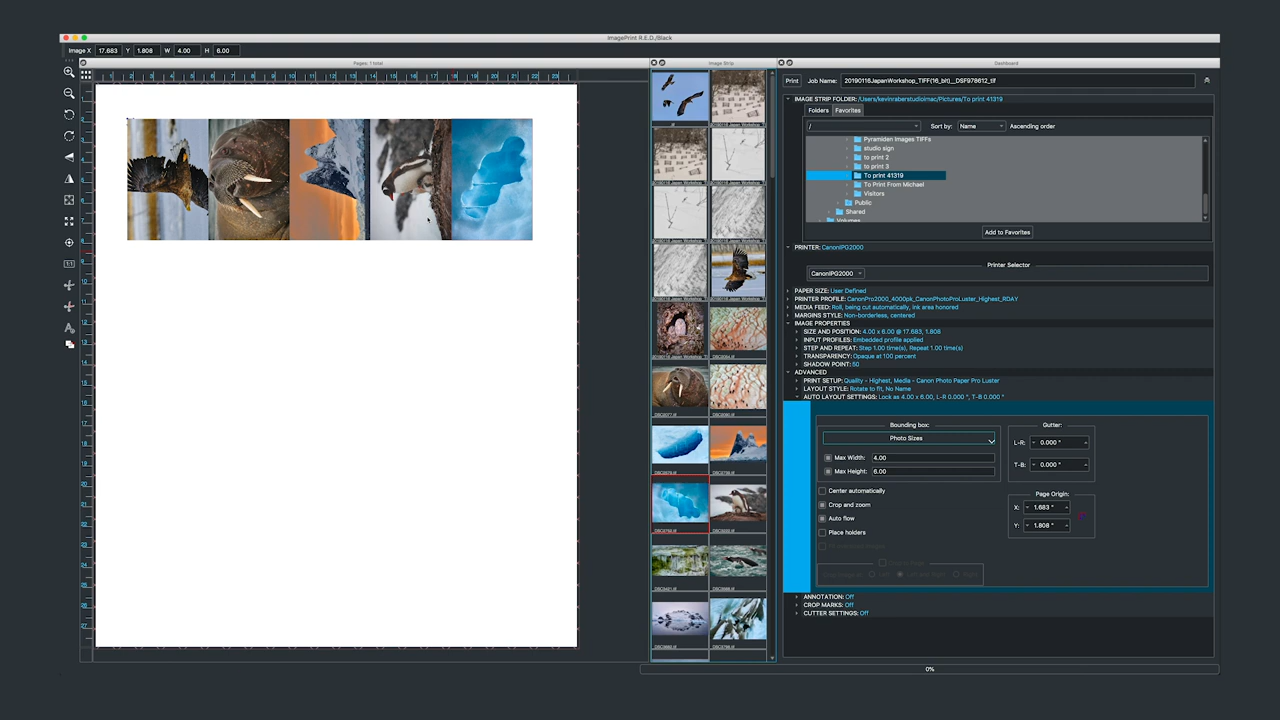 ImagePrint R.E.D./Black
Image X 17.683 Y 1.808 W 4.00 H 6.00
Pages: 1 total
Image Strip
Dashboard
Print Job Name: 20190116JapanWorkshop_TIFF(16_bit)__DSF978612_tif
IMAGE STRIP FOLDER: /Users/kevinraberstudioimac/Pictures/To print 41319
Folders Favorites
/ Sort by: Name Ascending order
Pyramiden Images TIFFs
studio sign
to print 2
to print 3
To print 41319
To Print From Michael
Visitors
Public
Shared
Volumes
Add to Favorites
PRINTER: CanonIPG2000
Printer Selector
CanonIPG2000
PAPER SIZE: User Defined
PRINTER PROFILE: CanonPro2000_4000pk_CanonPhotoProLuster_Highest_RDAY
MEDIA FEED: Roll, being cut automatically, ink area honored
MARGINS STYLE: Non-borderless, centered
IMAGE PROPERTIES
SIZE AND POSITION: 4.00 x 6.00 @ 17.683, 1.808
INPUT PROFILES: Embedded profile applied
STEP AND REPEAT: Step 1.00 time(s), Repeat 1.00 time(s)
TRANSPARENCY: Opaque at 100 percent
SHADOW POINT: 50
ADVANCED
PRINT SETUP: Quality - Highest, Media - Canon Photo Paper Pro Luster
LAYOUT STYLE: Rotate to fit, No Name
AUTO LAYOUT SETTINGS: Lock as 4.00 x 6.00, L-R 0.000 ", T-B 0.000 "
Bounding box:
Photo Sizes
Max Width: 4.00
Max Height: 6.00
Gutter:
L-R: 0.000 "
T-B: 0.000 "
Center automatically
Crop and zoom
Auto flow
Place holders
Page Origin:
X: 1.683 "
Y: 1.808 "
ANNOTATION: Off
CROP MARKS: Off
CUTTER SETTINGS: Off
0%